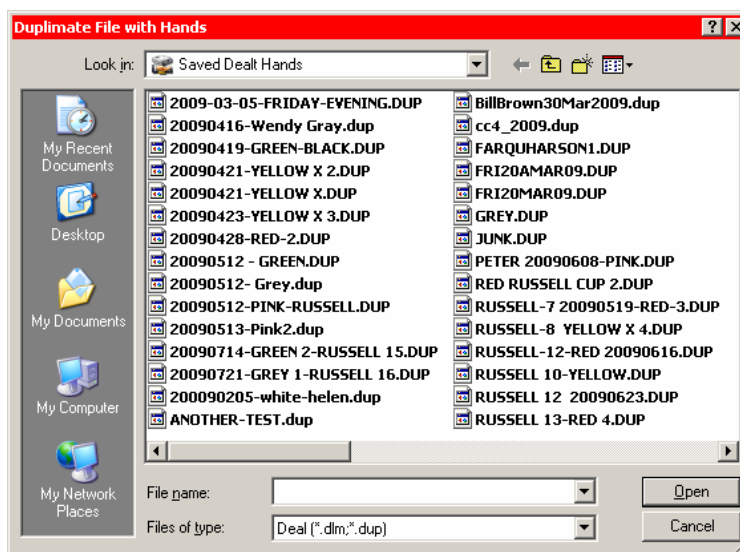 Duplimate File with Hands
Look in: Saved Dealt Hands
My Recent
Documents
Desktop
My Documents
My Computer
My Network
Places
2009-03-05-FRIDAY-EVENING.DUP
20090416-Wendy Gray.dup
20090419-GREEN-BLACK.DUP
20090421-YELLOW X 2.DUP
20090421-YELLOW X.DUP
20090423-YELLOW X 3.DUP
20090428-RED-2.DUP
20090512 - GREEN.DUP
20090512- Grey.dup
20090512-PINK-RUSSELL.DUP
20090513-Pink2.dup
20090714-GREEN 2-RUSSELL 15.DUP
20090721-GREY 1-RUSSELL 16.DUP
200090205-white-helen.dup
ANOTHER-TEST.dup
BillBrown30Mar2009.dup
cc4_2009.dup
FARQUHARSON1.DUP
FRI20AMAR09.DUP
FRI20MAR09.DUP
GREY.DUP
JUNK.DUP
PETER 20090608-PINK.DUP
RED RUSSELL CUP 2.DUP
RUSSELL-7 20090519-RED-3.DUP
RUSSELL-8  YELLOW X 4.DUP
RUSSELL-12-RED 20090616.DUP
RUSSELL 10-YELLOW.DUP
RUSSELL 12  20090623.DUP
RUSSELL 13-RED 4.DUP
File name:
Open
Files of type: Deal (*.dlm;*.dup)
Cancel